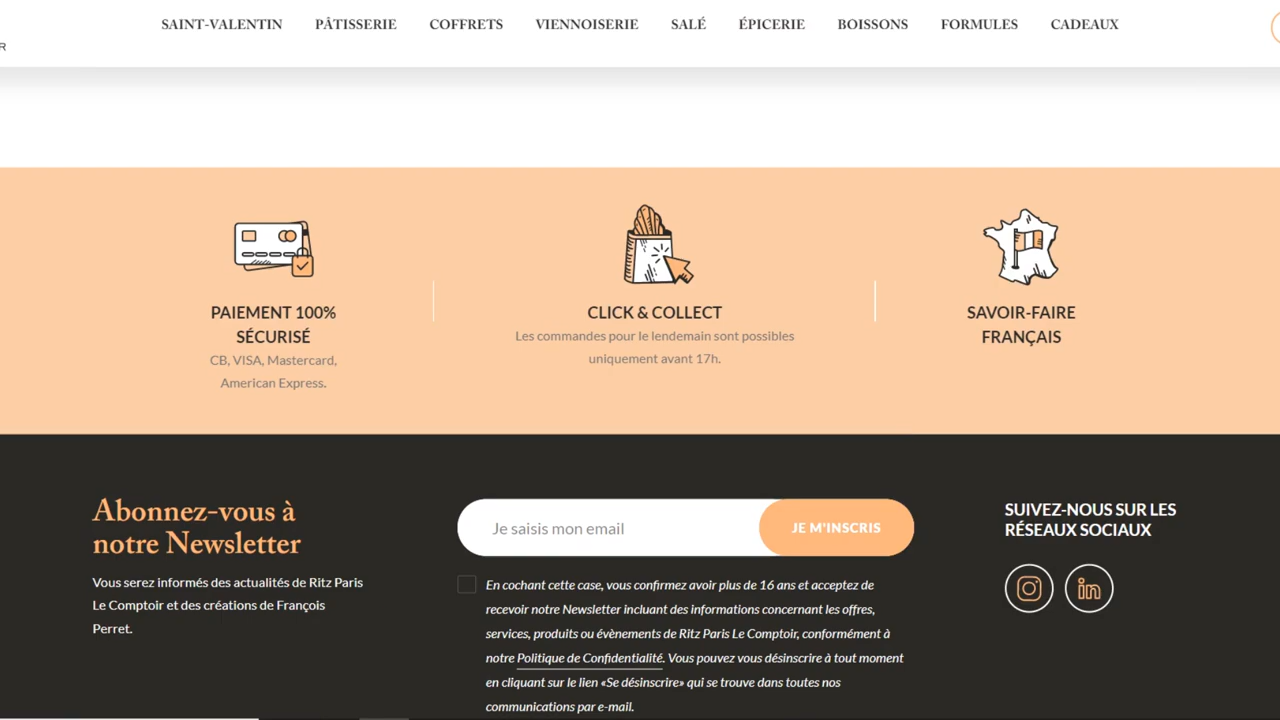 SAINT-VALENTIN PÂTISSERIE COFFRETS VIENNOISERIE SALÉ ÉPICERIE BOISSONS FORMULES CADEAUX
R
PAIEMENT 100%
SÉCURISÉ
CB, VISA, Mastercard,
American Express.
CLICK & COLLECT
Les commandes pour le lendemain sont possibles
uniquement avant 17h.
SAVOIR-FAIRE
FRANÇAIS
Abonnez-vous à
notre Newsletter
Vous serez informés des actualités de Ritz Paris
Le Comptoir et des créations de François
Perret.
Je saisis mon email
JE M'INSCRIS
En cochant cette case, vous confirmez avoir plus de 16 ans et acceptez de
recevoir notre Newsletter incluant des informations concernant les offres,
services, produits ou évènements de Ritz Paris Le Comptoir, conformément à
notre Politique de Confidentialité. Vous pouvez vous désinscrire à tout moment
en cliquant sur le lien «Se désinscrire» qui se trouve dans toutes nos
communications par e-mail.
SUIVEZ-NOUS SUR LES
RÉSEAUX SOCIAUX
in